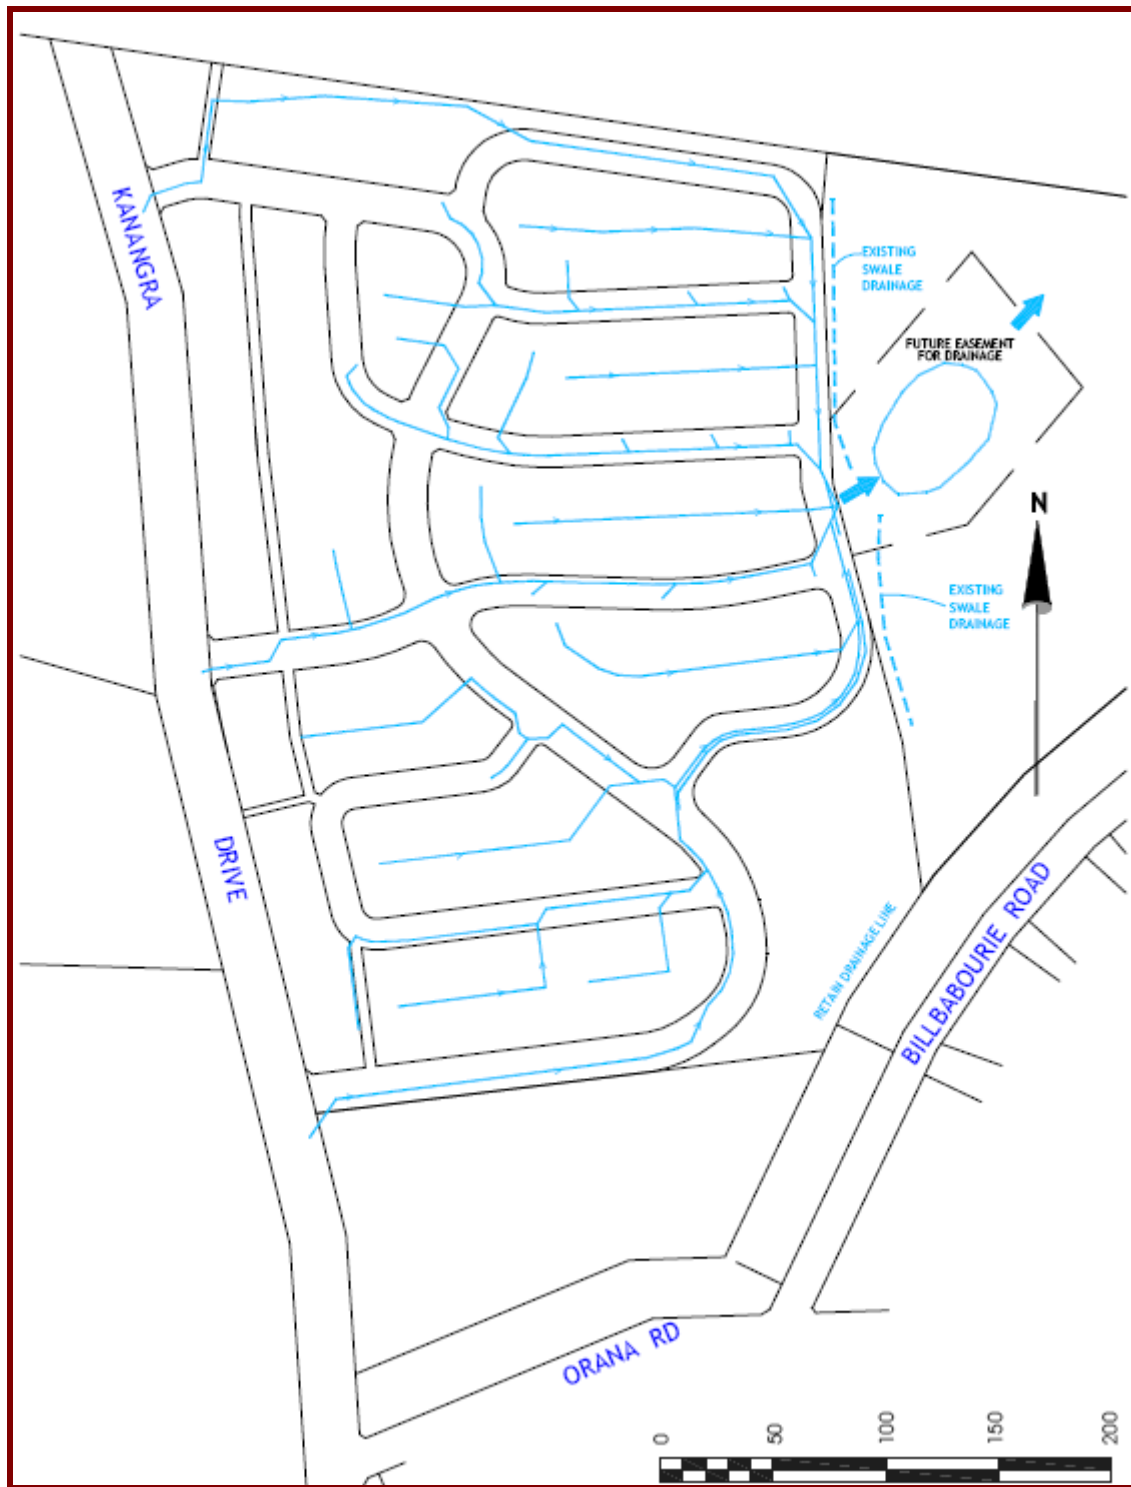 KANANGRA
EXISTING
SWALE
DRAINAGE
FUTURE EASEMENT
FOR DRAINAGE
N
EXISTING
SWALE
DRAINAGE
DRIVE
RETAIN DRAINAGE LINE
BILLBABOURIE ROAD
ORANA RD
0
50
100
150
200